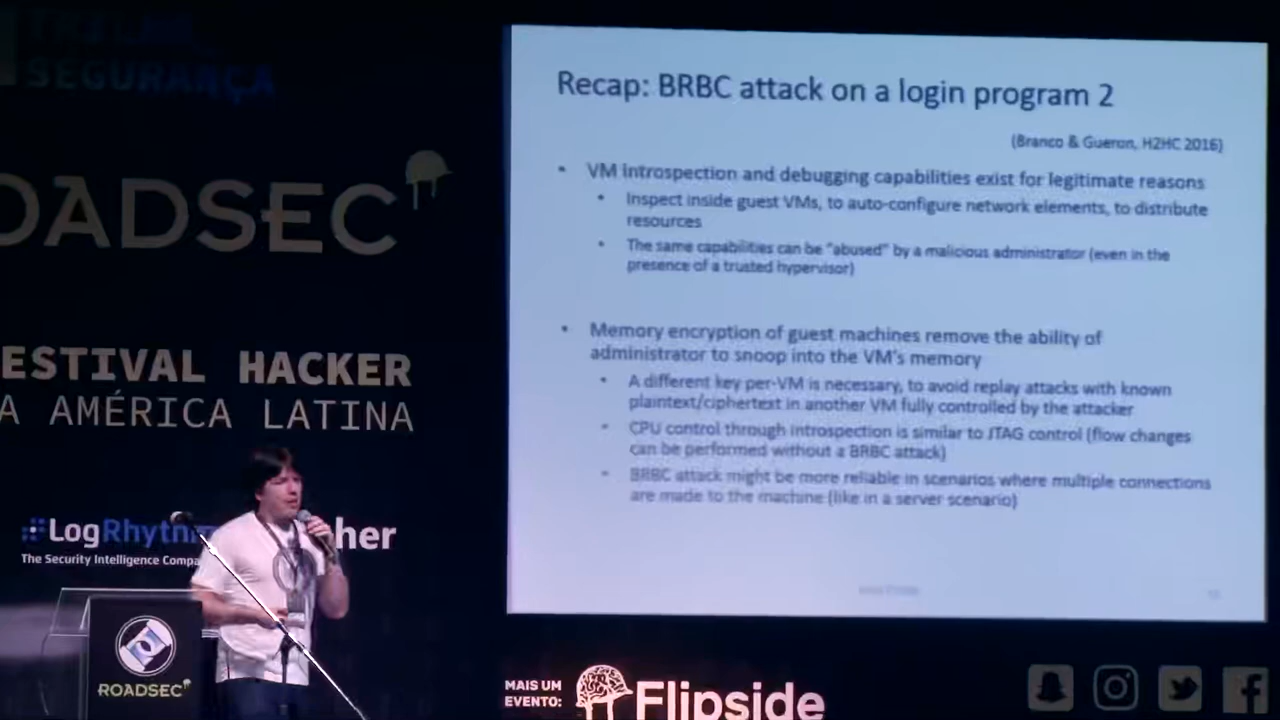 TRILHA
SEGURANÇA
OADSEC
ESTIVAL HACKER
A AMÉRICA LATINA
LogRhyth
her
The Security Intelligence Compa
ROADSEC
Recap: BRBC attack on a login program 2
(Branco & Gueron, H2HC 2016)
• VM introspection and debugging capabilities exist for legitimate reasons
• Inspect inside guest VMs, to auto-configure network elements, to distribute
resources
• The same capabilities can be "abused" by a malicious administrator (even in the
presence of a trusted hypervisor)
• Memory encryption of guest machines remove the ability of
administrator to snoop into the VM's memory
• A different key per-VM is necessary, to avoid replay attacks with known
plaintext/ciphertext in another VM fully controlled by the attacker
• CPU control through introspection is similar to JTAG control (flow changes
can be performed without a BRBC attack)
• BRBC attack might be more reliable in scenarios where multiple connections
are made to the machine (like in a server scenario)
MAIS UM
EVENTO:
Flipside